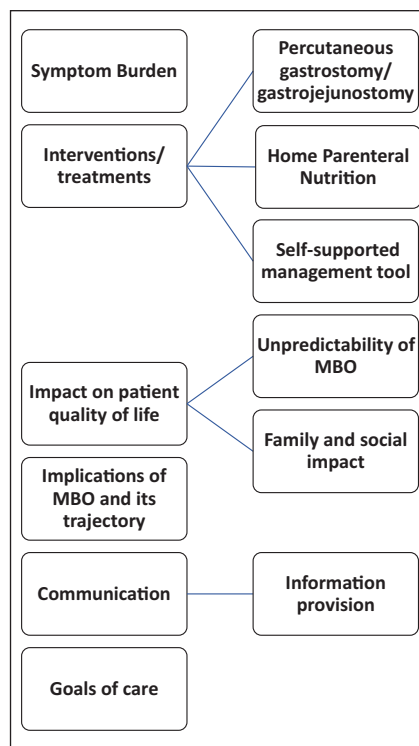 Symptom Burden
Percutaneous
gastrostomy/
gastrojejunostomy
Interventions/
treatments
Home Parenteral
Nutrition
Self-supported
management tool
Impact on patient
quality of life
Unpredictability of
MBO
Family and social
impact
Implications of
MBO and its
trajectory
Communication
Information
provision
Goals of care